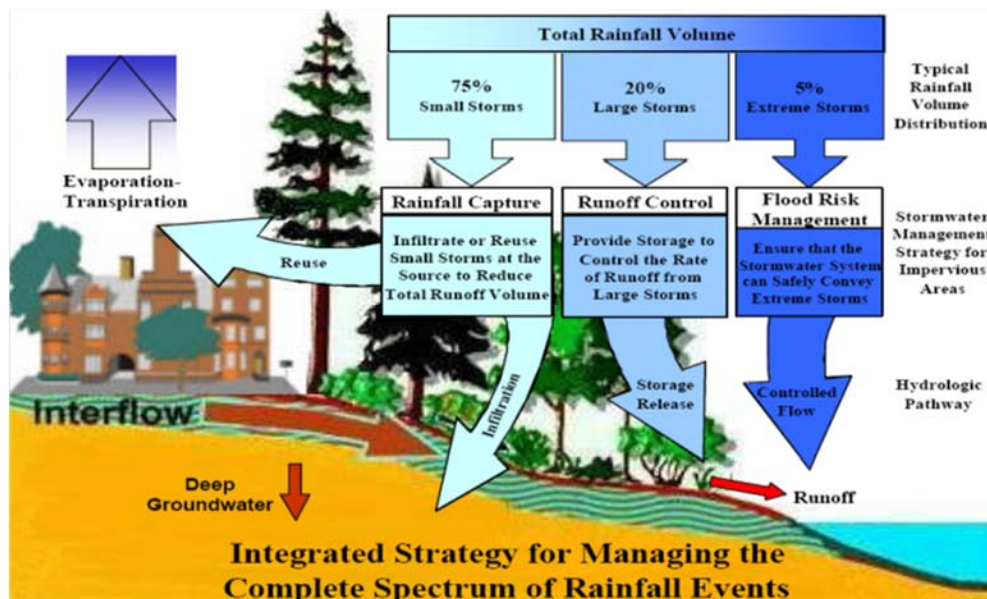 Total Rainfall Volume
75%
Small Storms
20%
Large Storms
5%
Extreme Storms
Typical
Rainfall
Volume
Distribution
Evaporation-
Transpiration
Rainfall Capture
Infiltrate or Reuse
Small Storms at the
Source to Reduce
Total Runoff Volume
Runoff Control
Provide Storage to
Control the Rate
of Runoff from
Large Storms
Flood Risk
Management
Ensure that the
Stormwater System
can Safely Convey
Extreme Storms
Stormwater
Management
Strategy for
Impervious
Areas
Reuse
Infiltration
Storage
Release
Controlled
Flow
Hydrologic
Pathway
Interflow
Deep
Groundwater
Runoff
Integrated Strategy for Managing the
Complete Spectrum of Rainfall Events